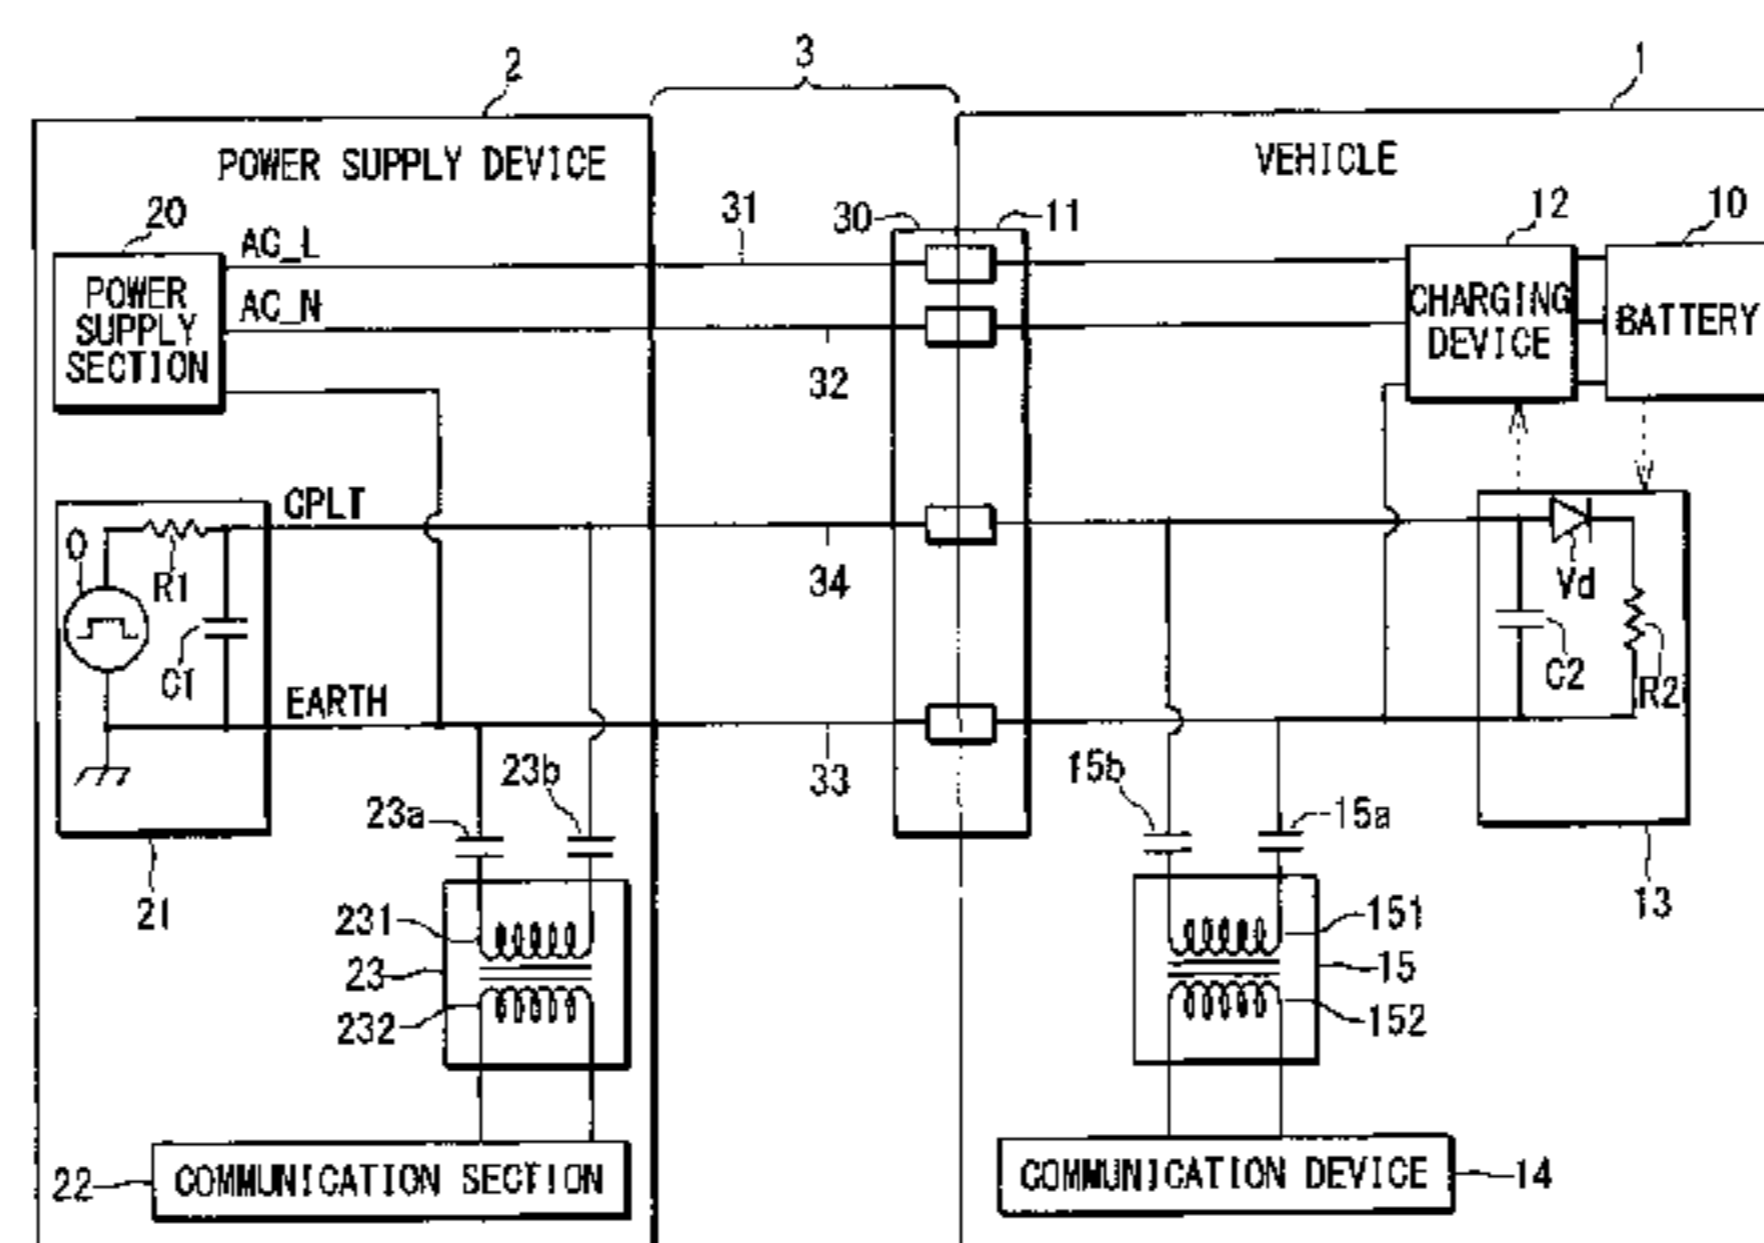 2
3
1
POWER SUPPLY DEVICE
VEHICLE
20
AC_L
31
30
11
12
10
POWER
SUPPLY
SECTION
AC_N
32
CHARGING
DEVICE
BATTERY
CPLT
O
R1
34
Vd
C1
C2
R2
EARTH
33
23b
23a
15b
15a
21
13
231
23
232
151
15
152
22
COMMUNICATION SECTION
COMMUNICATION DEVICE
14